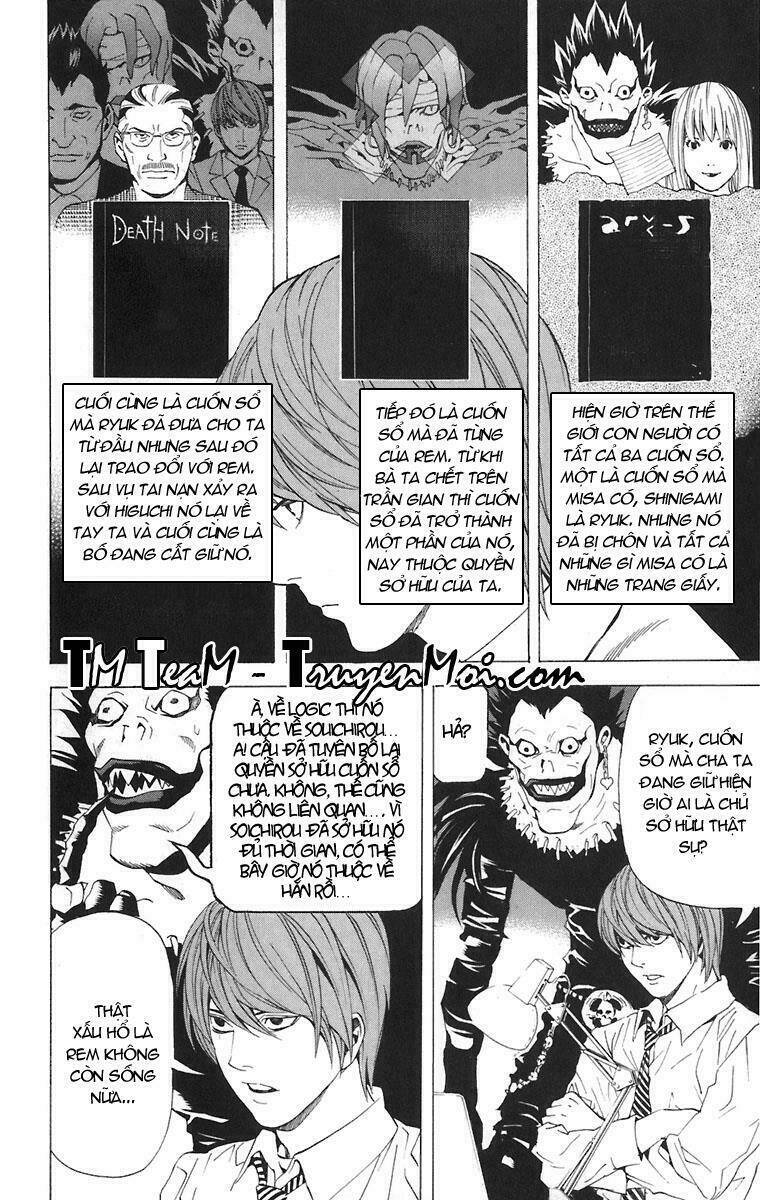 HIỆN GIỜ TRÊN THẾ
GIỚI CON NGƯỜI CÓ
TẤT CẢ BA CUỐN SỔ.
MỘT LÀ CUỐN SỔ MÀ
MISA CÓ, SHINIGAMI
LÀ RYUK. NHƯNG NÓ
ĐÃ BỊ CHÔN VÀ TẤT CẢ
NHỮNG GÌ MISA CÓ LÀ
NHỮNG TRANG GIẤY.
TIẾP ĐÓ LÀ CUỐN
SỔ MÀ ĐÃ TỪNG
CỦA REM. TỪ KHI
BÀ TA CHẾT TRÊN
TRẦN GIAN THÌ CUỐN
SỔ ĐÃ TRỞ THÀNH
MỘT PHẦN CỦA NÓ,
NAY THUỘC QUYỀN
SỞ HỮU CỦA TA.
DEATH NOTE
CUỐI CÙNG LÀ CUỐN SỔ
MÀ RYUK ĐÃ ĐƯA CHO TA
TỪ ĐẦU NHƯNG SAU ĐÓ
LẠI TRAO ĐỔI VỚI REM.
SAU VỤ TAI NẠN XẢY RA
VỚI HIGUCHI NÓ LẠI VỀ
TAY TA VÀ CUỐI CÙNG LÀ
BỐ ĐANG CẤT GIỮ NÓ.
TM TEAM - TRUYENMOI.COM
RYUK, CUỐN
SỔ MÀ CHA TA
ĐANG GIỮ HIỆN
GIỜ AI LÀ CHỦ
SỞ HỮU THẬT
SỰ?
HẢ?
À, VỀ LOGIC THÌ NÓ
THUỘC VỀ SOUICHIROU...
AI CẬU ĐÃ TUYÊN BỐ LẠI
QUYỀN SỞ HỮU CUỐN SỔ
CHƯA. KHÔNG, THẾ CŨNG
KHÔNG LIÊN QUAN..., VÌ
SOICHIROU ĐÃ SỞ HỮU NÓ
ĐỦ THỜI GIAN, CÓ THỂ
BÂY GIỜ NÓ THUỘC VỀ
HẮN RỒI...
THẬT
XẤU HỔ LÀ
REM KHÔNG
CÒN SỐNG
NỮA...